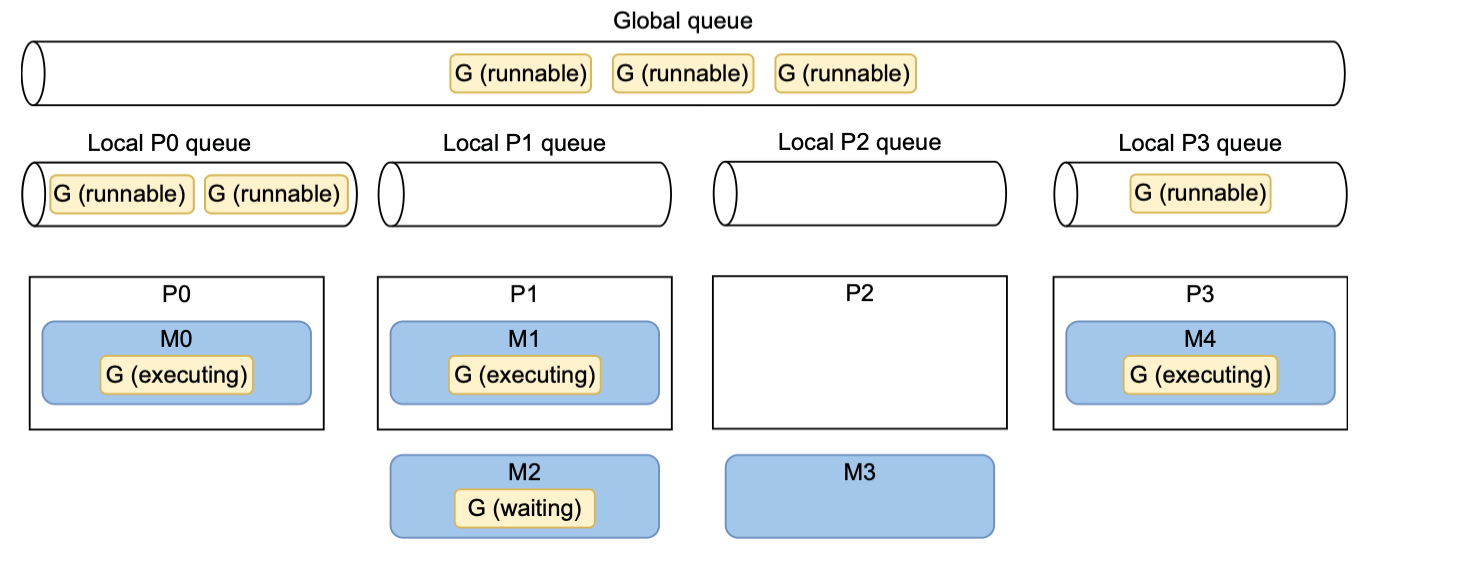 Global queue
G (runnable) G (runnable) G (runnable)
Local P0 queue Local P1 queue Local P2 queue Local P3 queue
G (runnable) G (runnable) G (runnable)
P0 P1 P2 P3
M0 M1 M4
G (executing) G (executing) G (executing)
M2 M3
G (waiting)